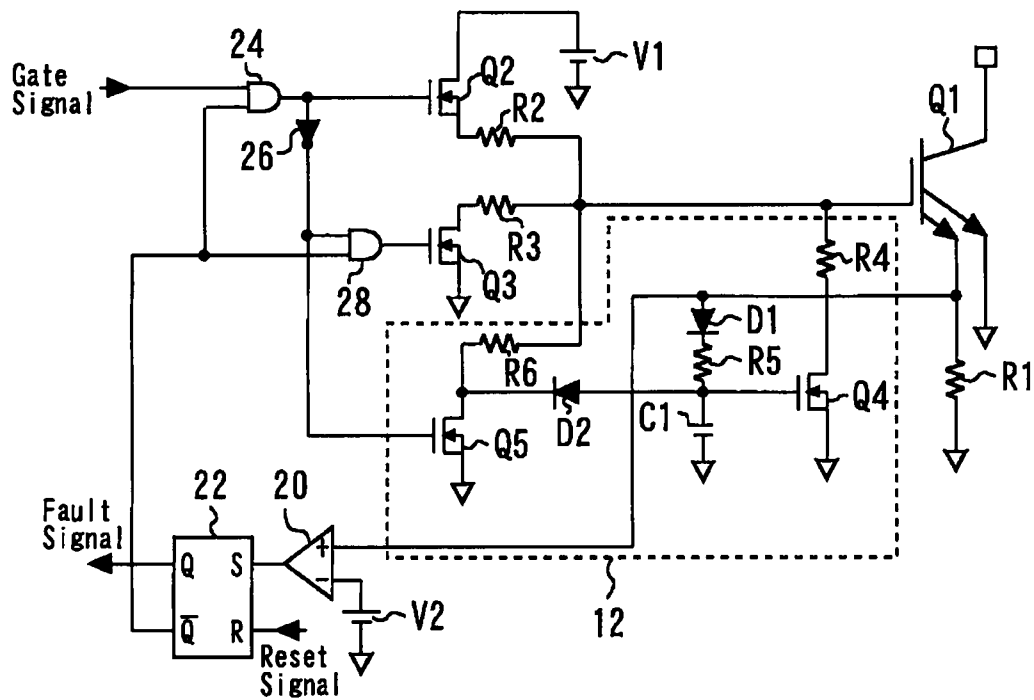 24
Gate
Signal
Q2
V1
R2
Q1
26
R3
28
Q3
R4
D1
R6
R5
R1
Q5
D2
C1
Q4
22
20
Fault
Signal
Q
S
+
−
Q̅
R
V2
12
Reset
Signal